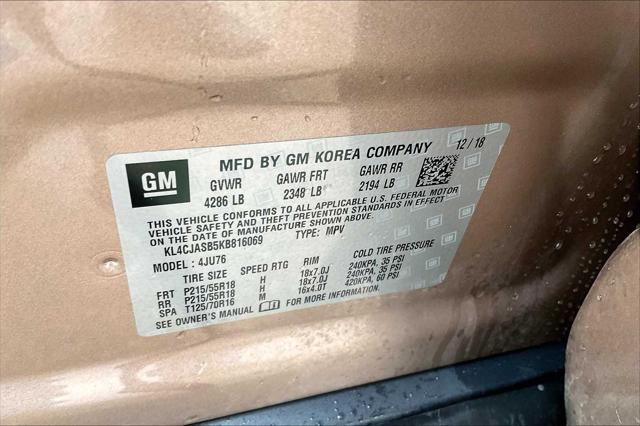 GM
MFD BY GM KOREA COMPANY 12/18
GVWR GAWR FRT GAWR RR
4286 LB 2348 LB 2194 LB
THIS VEHICLE CONFORMS TO ALL APPLICABLE U.S. FEDERAL MOTOR
VEHICLE SAFETY AND THEFT PREVENTION STANDARDS IN EFFECT
ON THE DATE OF MANUFACTURE SHOWN ABOVE.
KL4CJASB5KB816069 TYPE: MPV
MODEL: 4JU76
TIRE SIZE SPEED RTG RIM COLD TIRE PRESSURE
FRT P215/55R18 H 18x7.0J 240KPA, 35 PSI
RR P215/55R18 H 18x7.0J 240KPA, 35 PSI
SPA T125/70R16 M 16x4.0T 420KPA, 60 PSI
SEE OWNER'S MANUAL FOR MORE INFORMATION.